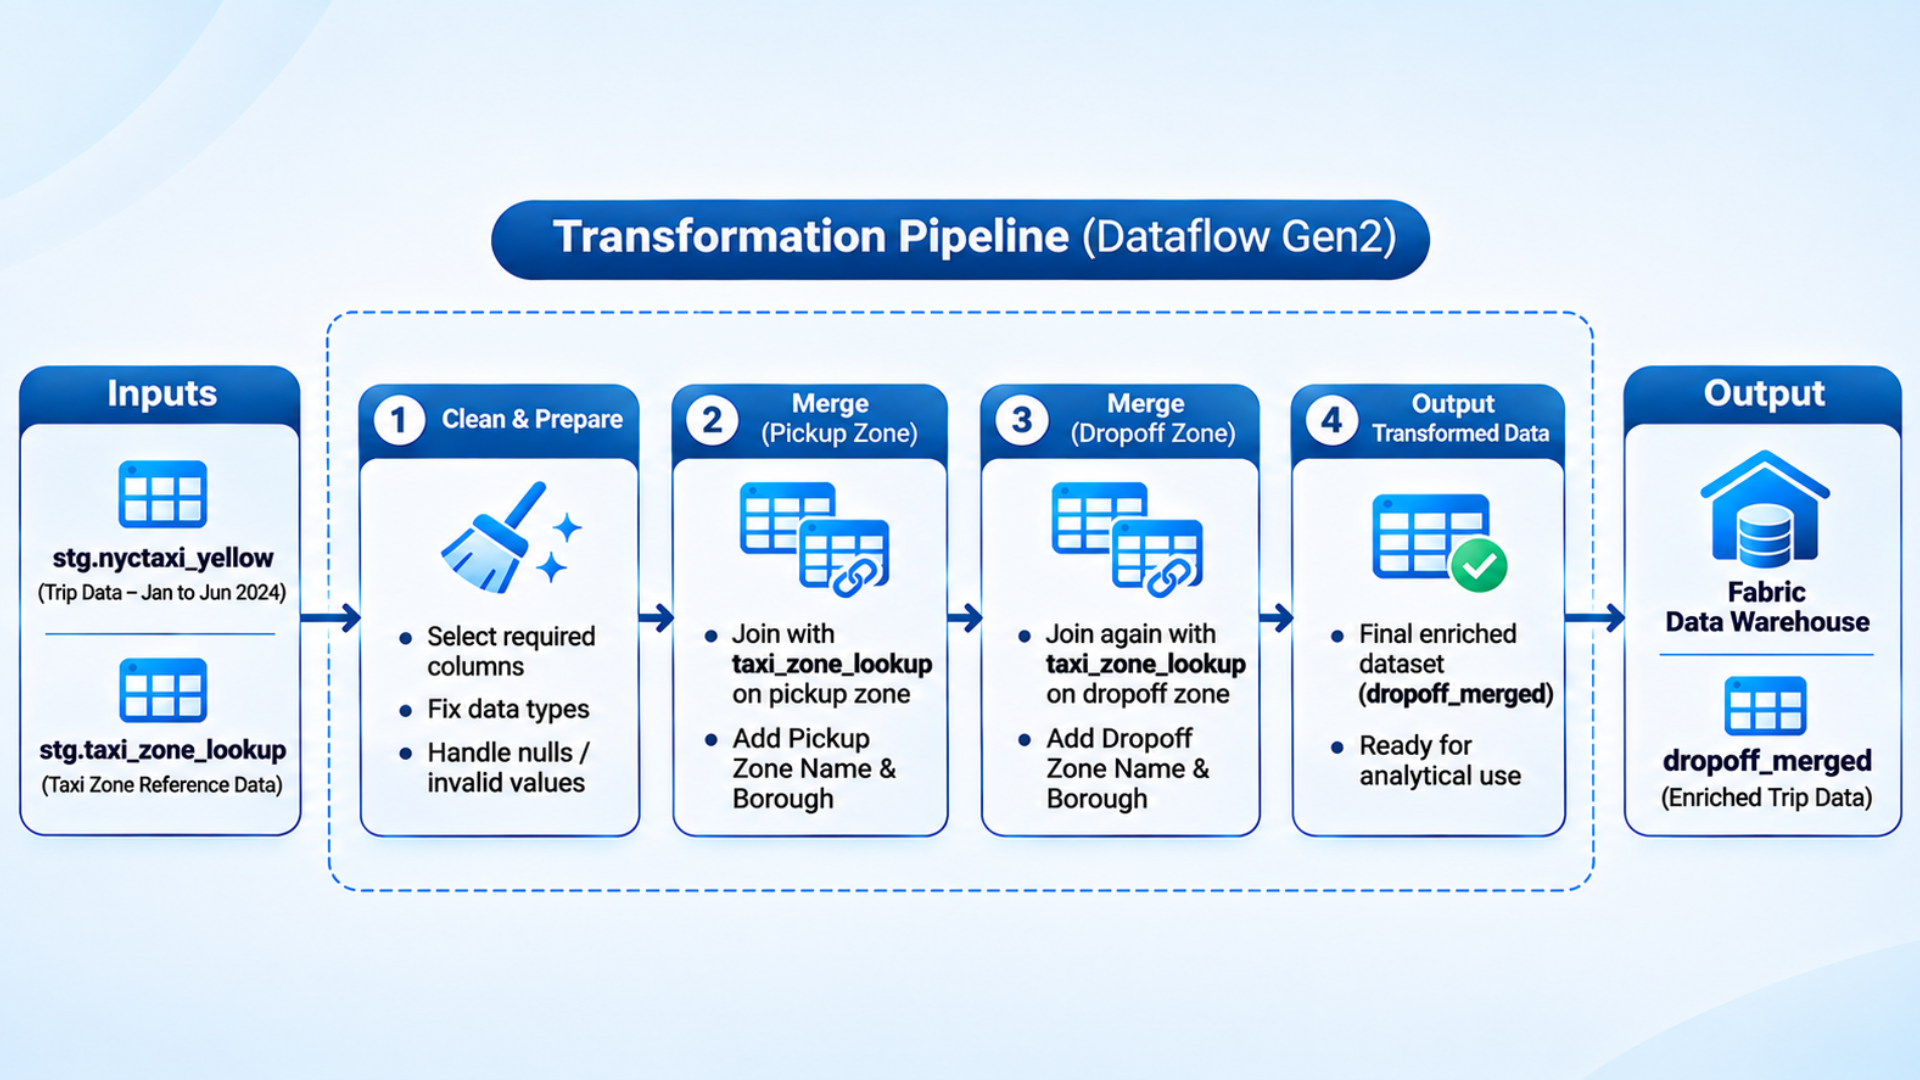 Transformation Pipeline (Dataflow Gen2)
Inputs
stg.nyctaxi_yellow
(Trip Data – Jan to Jun 2024)
stg.taxi_zone_lookup
(Taxi Zone Reference Data)
1 Clean & Prepare
• Select required
columns
• Fix data types
• Handle nulls /
invalid values
2 Merge
(Pickup Zone)
• Join with
taxi_zone_lookup
on pickup zone
• Add Pickup
Zone Name &
Borough
3 Merge
(Dropoff Zone)
• Join again with
taxi_zone_lookup
on dropoff zone
• Add Dropoff
Zone Name &
Borough
4 Output
Transformed Data
• Final enriched
dataset
(dropoff_merged)
• Ready for
analytical use
Output
Fabric
Data Warehouse
dropoff_merged
(Enriched Trip Data)